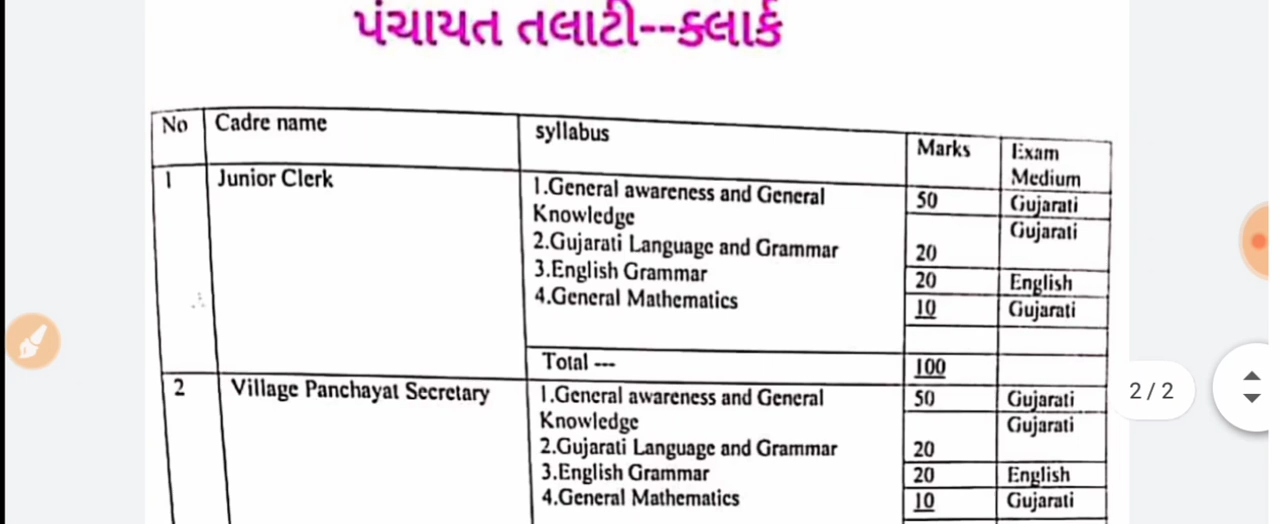 પંચાયત તલાટી--ક્લાર્ક
No Cadre name syllabus Marks Exam Medium
1 Junior Clerk 1.General awareness and General Knowledge 50 Gujarati
2.Gujarati Language and Grammar 20 Gujarati
3.English Grammar 20 English
4.General Mathematics 10 Gujarati
Total --- 100
2 Village Panchayat Secretary 1.General awareness and General Knowledge 50 Gujarati
2.Gujarati Language and Grammar 20 Gujarati
3.English Grammar 20 English
4.General Mathematics 10 Gujarati
2 / 2